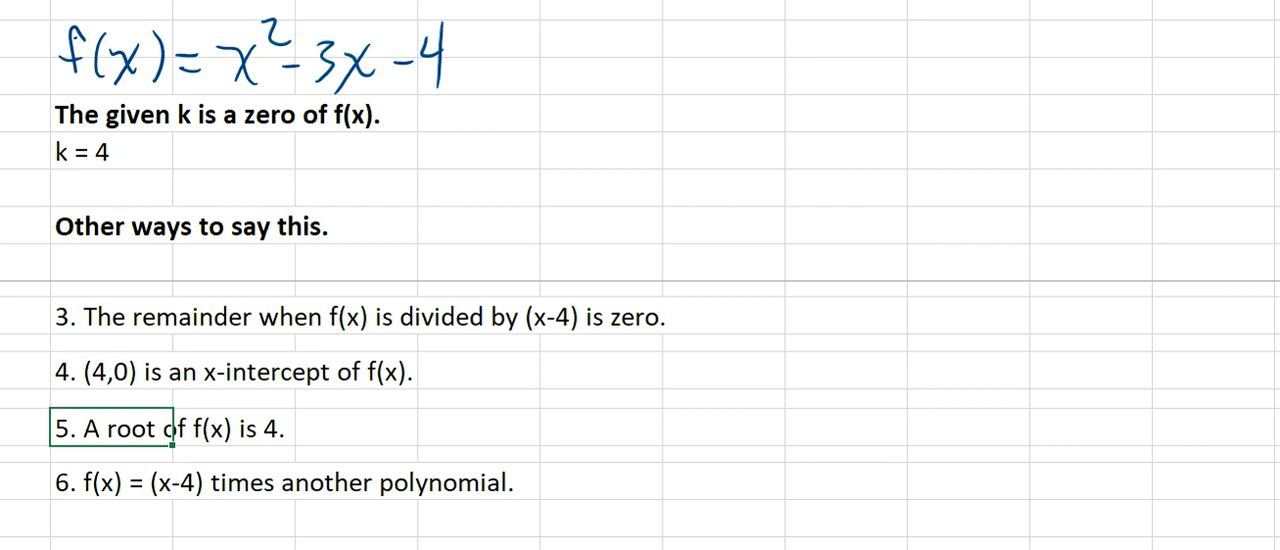 f(x) = x² - 3x - 4
The given k is a zero of f(x).
k = 4
Other ways to say this.
3. The remainder when f(x) is divided by (x-4) is zero.
4. (4,0) is an x-intercept of f(x).
5. A root of f(x) is 4.
6. f(x) = (x-4) times another polynomial.